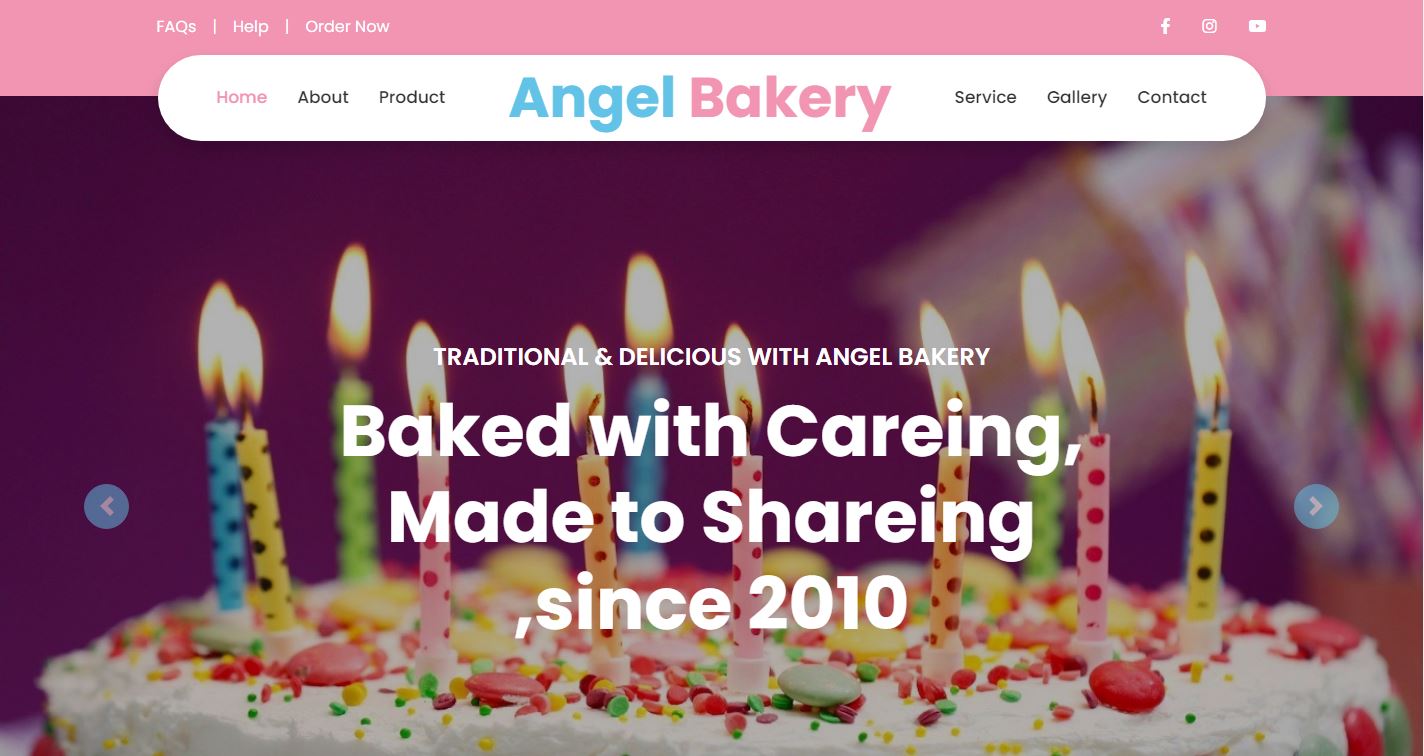 FAQs | Help | Order Now
Home About Product Angel Bakery Service Gallery Contact
TRADITIONAL & DELICIOUS WITH ANGEL BAKERY
Baked with Careing,
Made to Shareing
,since 2010